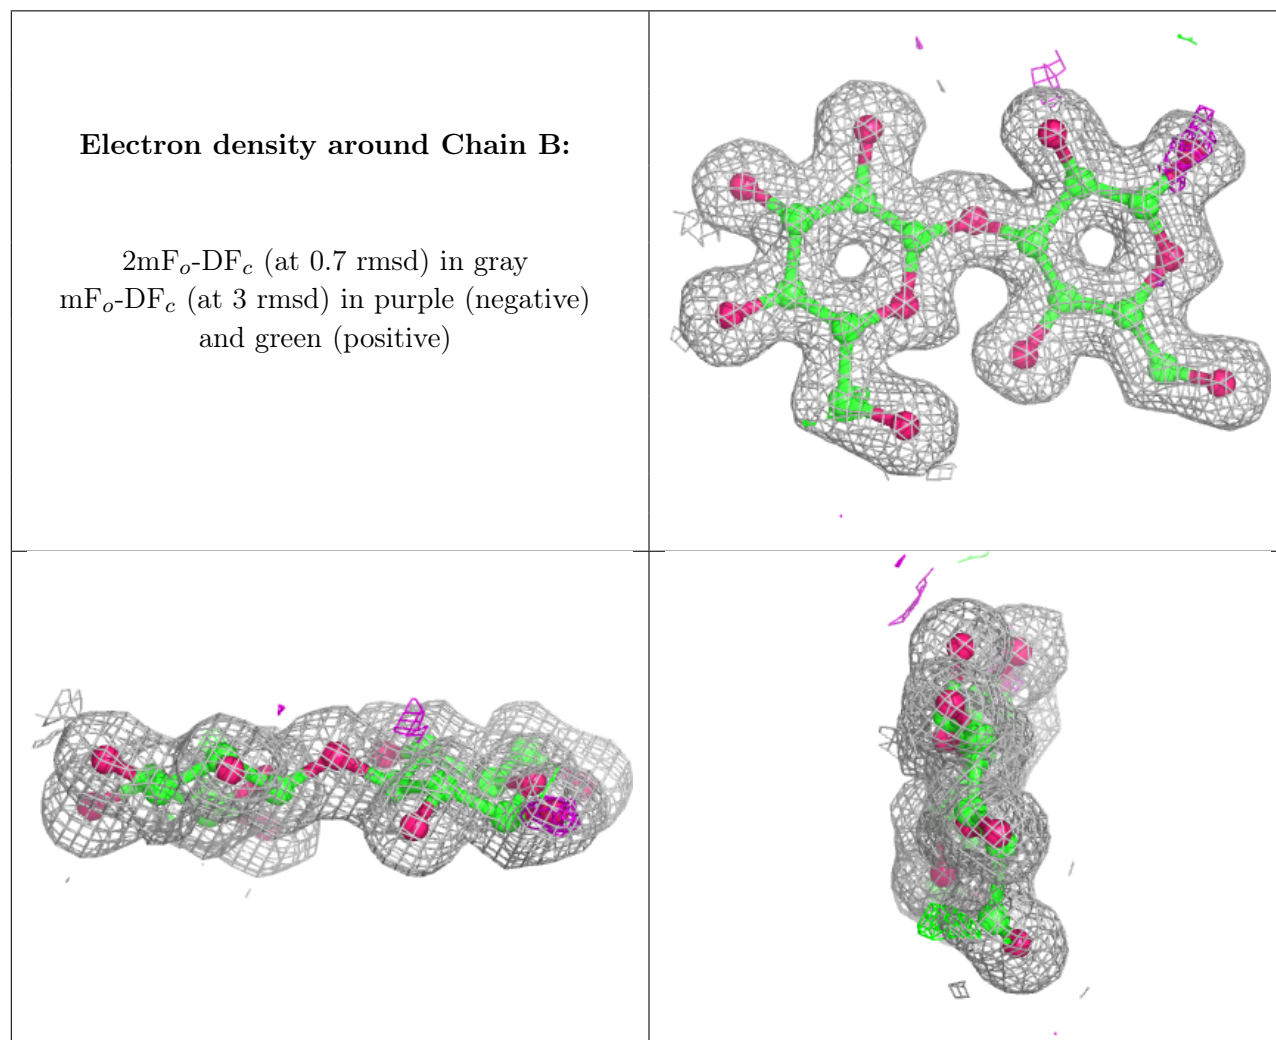 Electron density around Chain B:
2mFo-DFc (at 0.7 rmsd) in gray
mFo-DFc (at 3 rmsd) in purple (negative)
and green (positive)